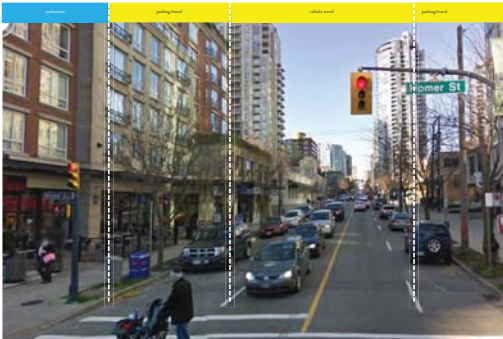 pedestrian
parking/travel
vehicle travel
parking/travel
Homer St